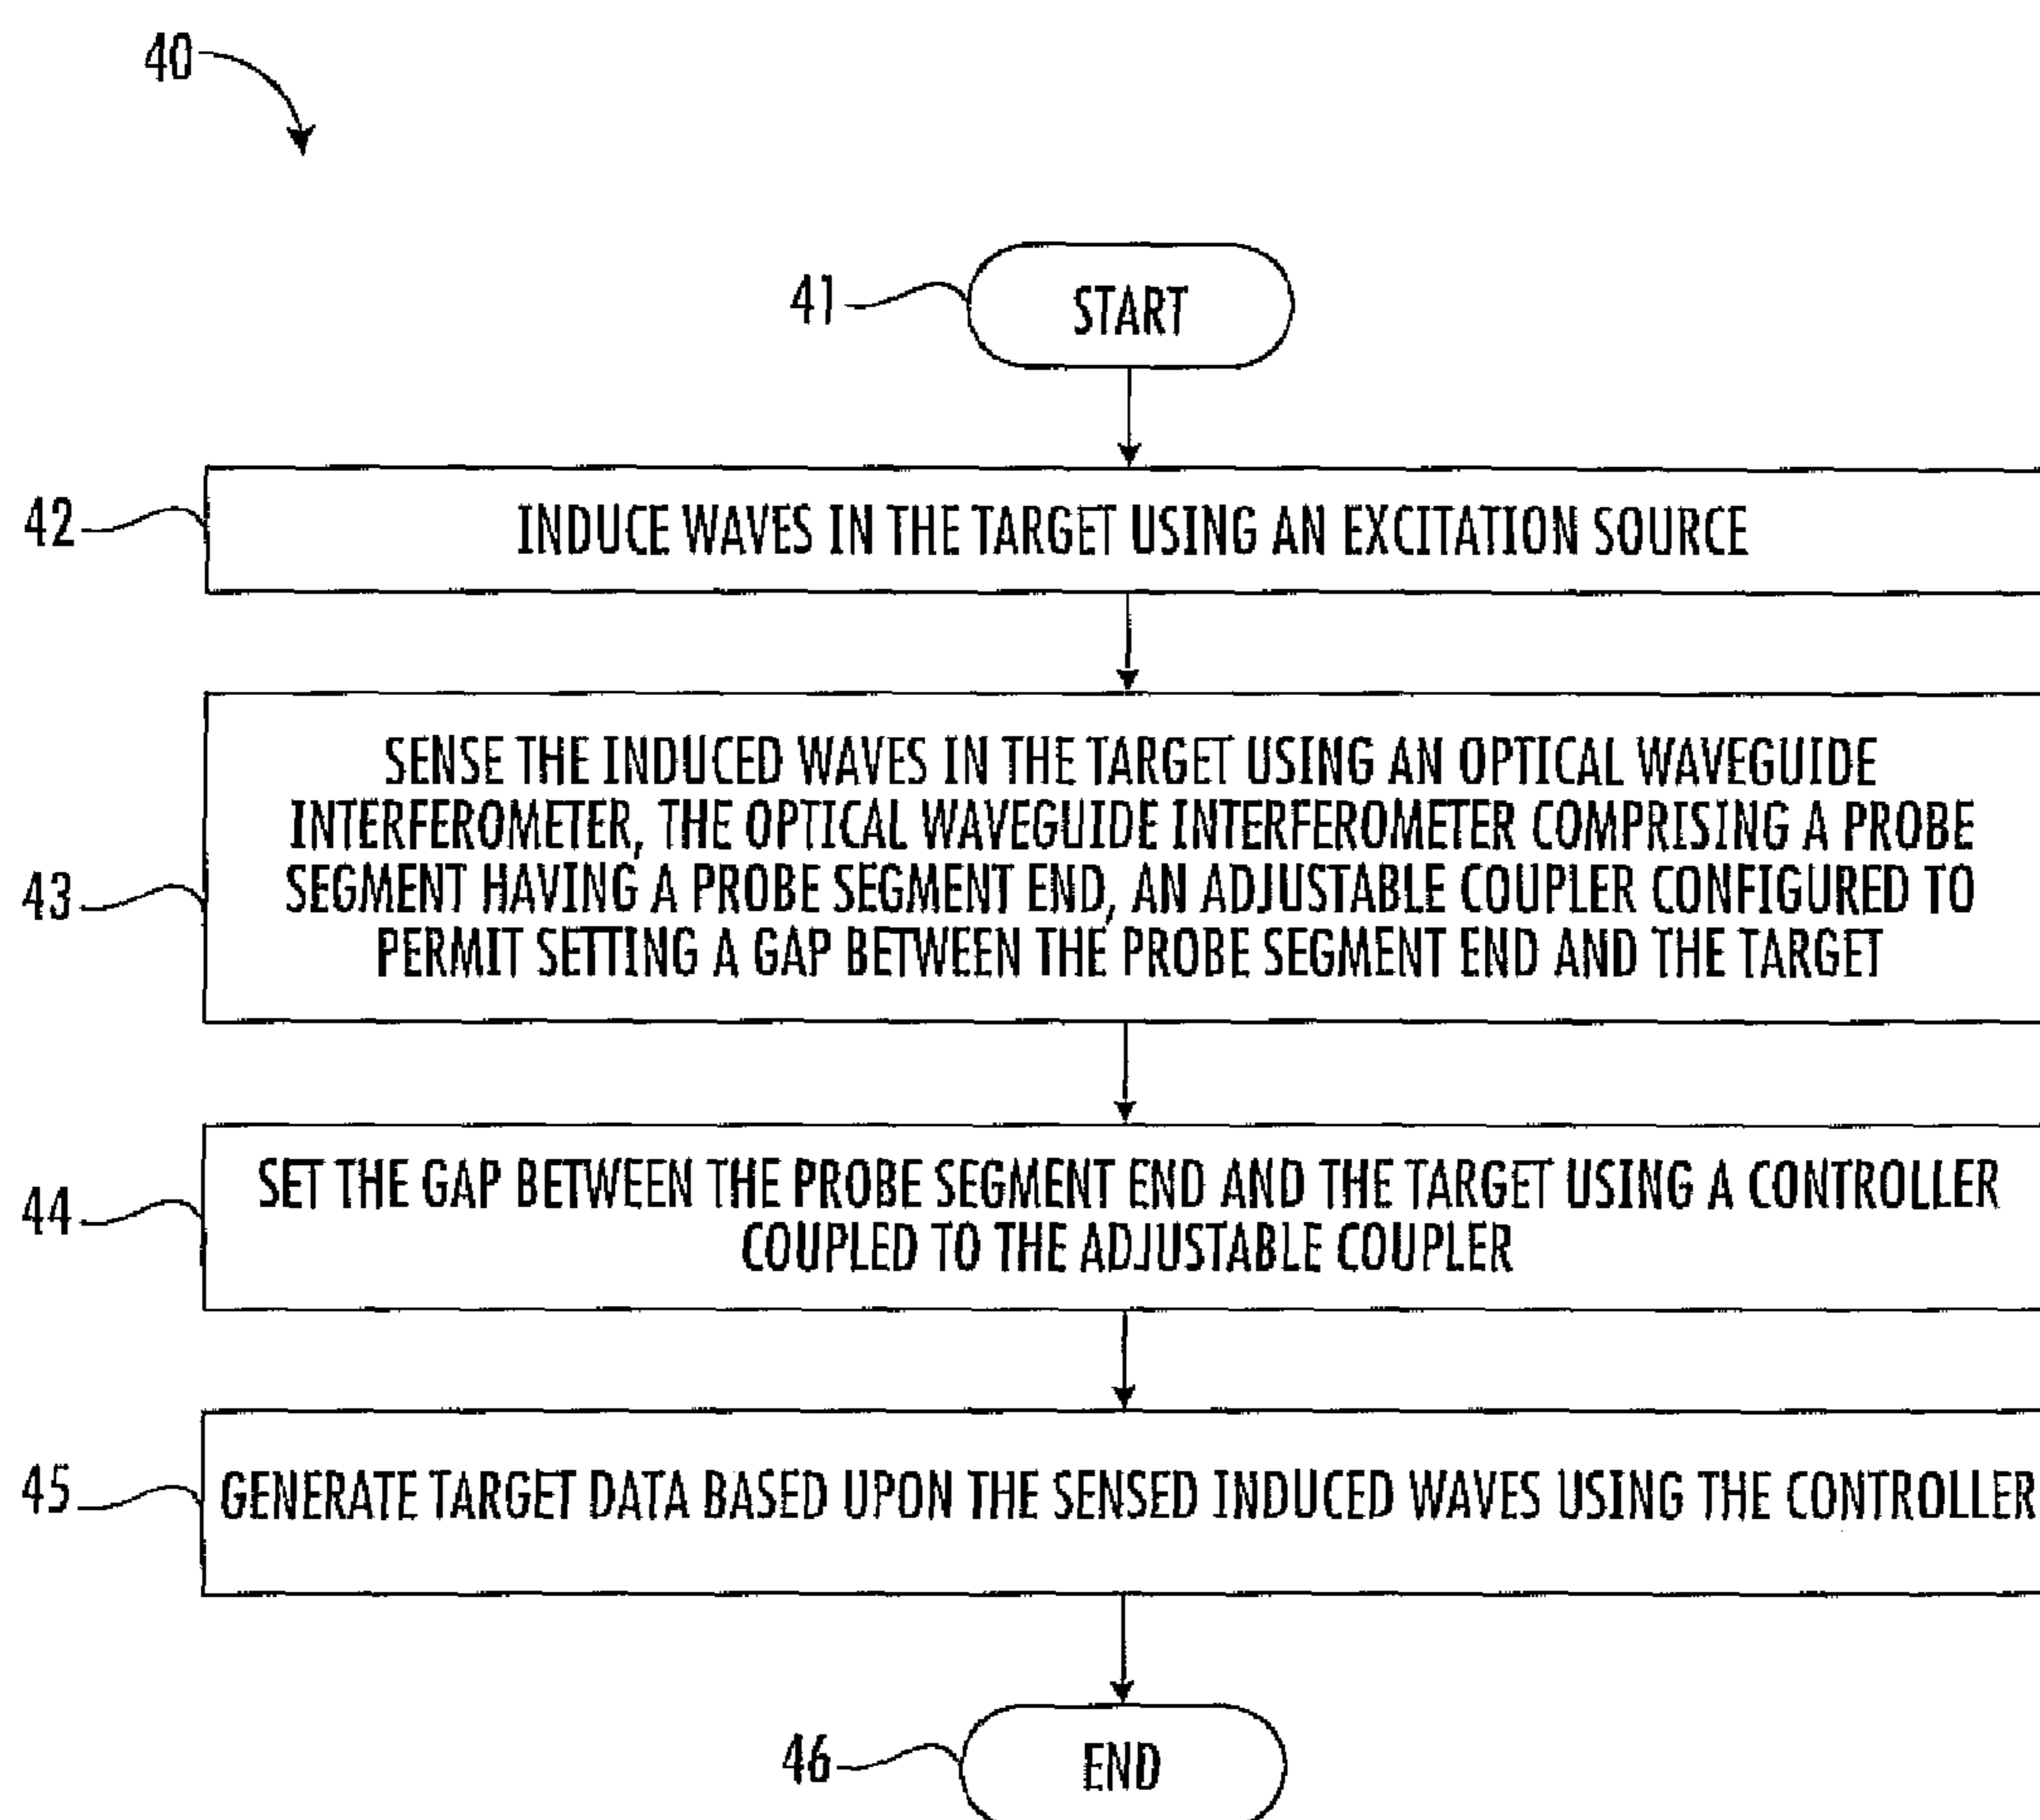 40
41
START
42
INDUCE WAVES IN THE TARGET USING AN EXCITATION SOURCE
43
SENSE THE INDUCED WAVES IN THE TARGET USING AN OPTICAL WAVEGUIDE
INTERFEROMETER, THE OPTICAL WAVEGUIDE INTERFEROMETER COMPRISING A PROBE
SEGMENT HAVING A PROBE SEGMENT END, AN ADJUSTABLE COUPLER CONFIGURED TO
PERMIT SETTING A GAP BETWEEN THE PROBE SEGMENT END AND THE TARGET
44
SET THE GAP BETWEEN THE PROBE SEGMENT END AND THE TARGET USING A CONTROLLER
COUPLED TO THE ADJUSTABLE COUPLER
45
GENERATE TARGET DATA BASED UPON THE SENSED INDUCED WAVES USING THE CONTROLLER
46
END